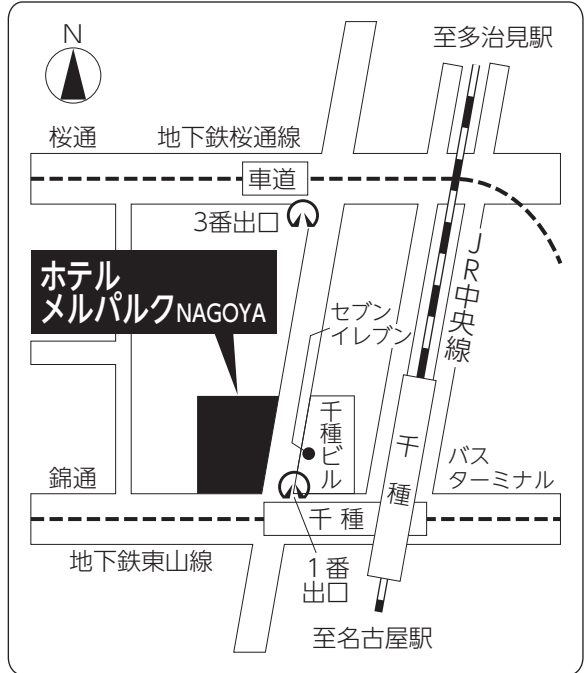 N
至多治見駅
桜通
地下鉄桜通線
車道
3番出口
JR中央線
ホテル
メルパルクNAGOYA
セブン
イレブン
千種ビル
千種
バス
ターミナル
錦通
千種
地下鉄東山線
1番
出口
至名古屋駅